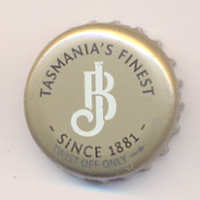 TASMANIA'S FINEST
JB
- SINCE 1881 -
TWIST OFF ONLY